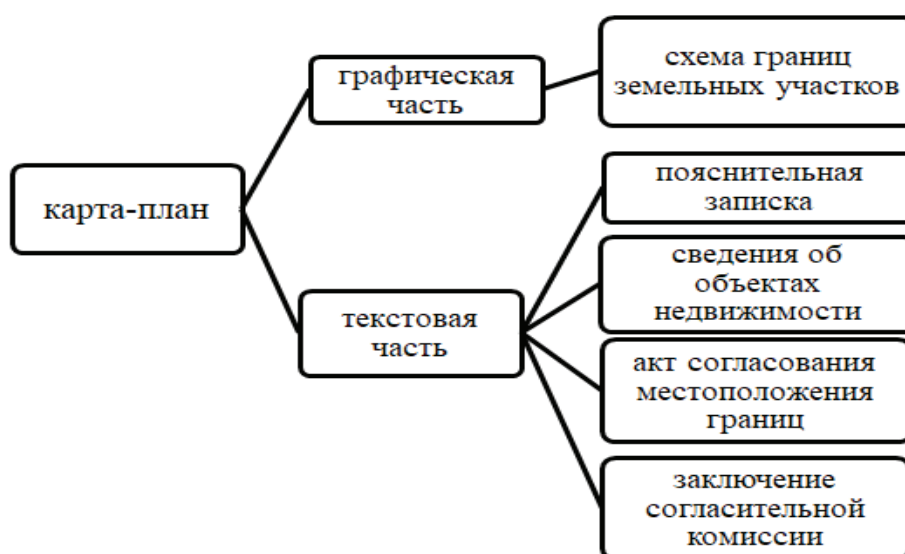 карта-план
графическая
часть
схема границ
земельных участков
текстовая
часть
пояснительная
записка
сведения об
объектах
недвижимости
акт согласования
местоположения
границ
заключение
согласительной
комиссии